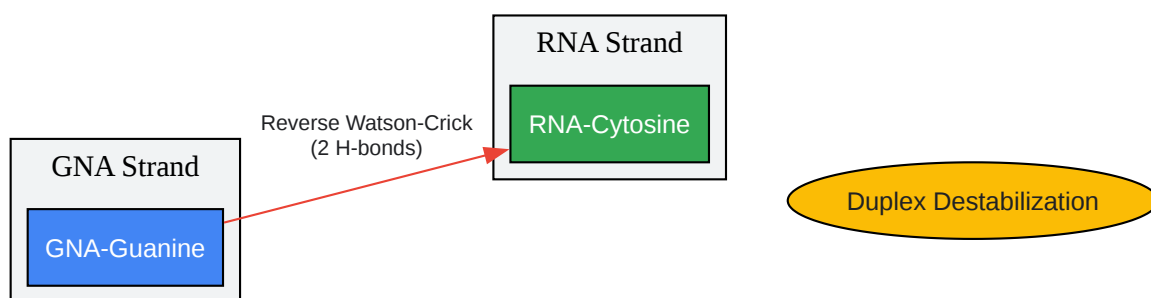 GNA Strand
GNA-Guanine
Reverse Watson-Crick
(2 H-bonds)
RNA Strand
RNA-Cytosine
Duplex Destabilization